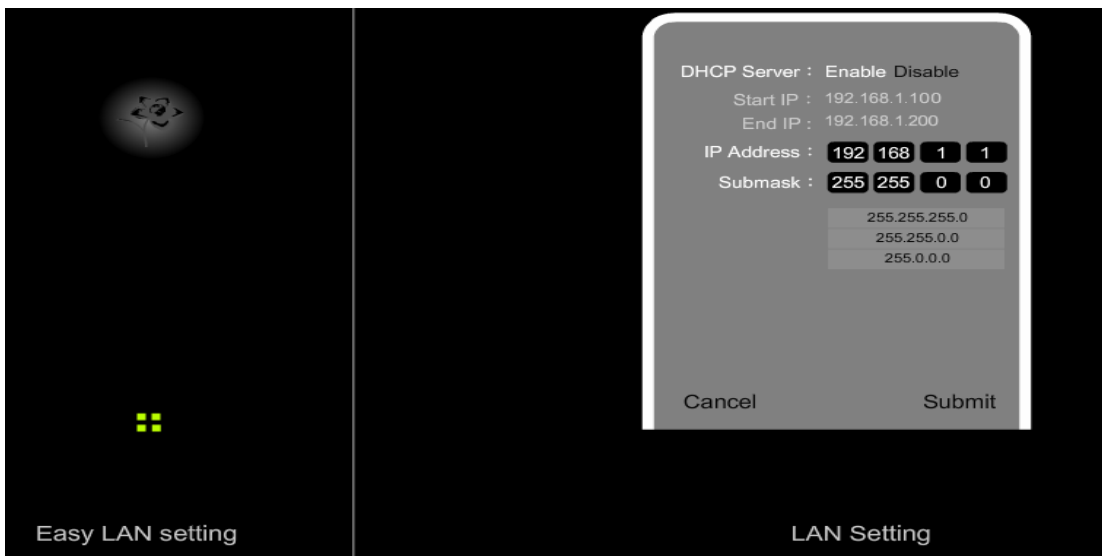 DHCP Server : Enable Disable
Start IP : 192.168.1.100
End IP : 192.168.1.200
IP Address : 192 168 1 1
Submask : 255 255 0 0
255.255.255.0
255.255.0.0
255.0.0.0
Cancel Submit
Easy LAN setting
LAN Setting